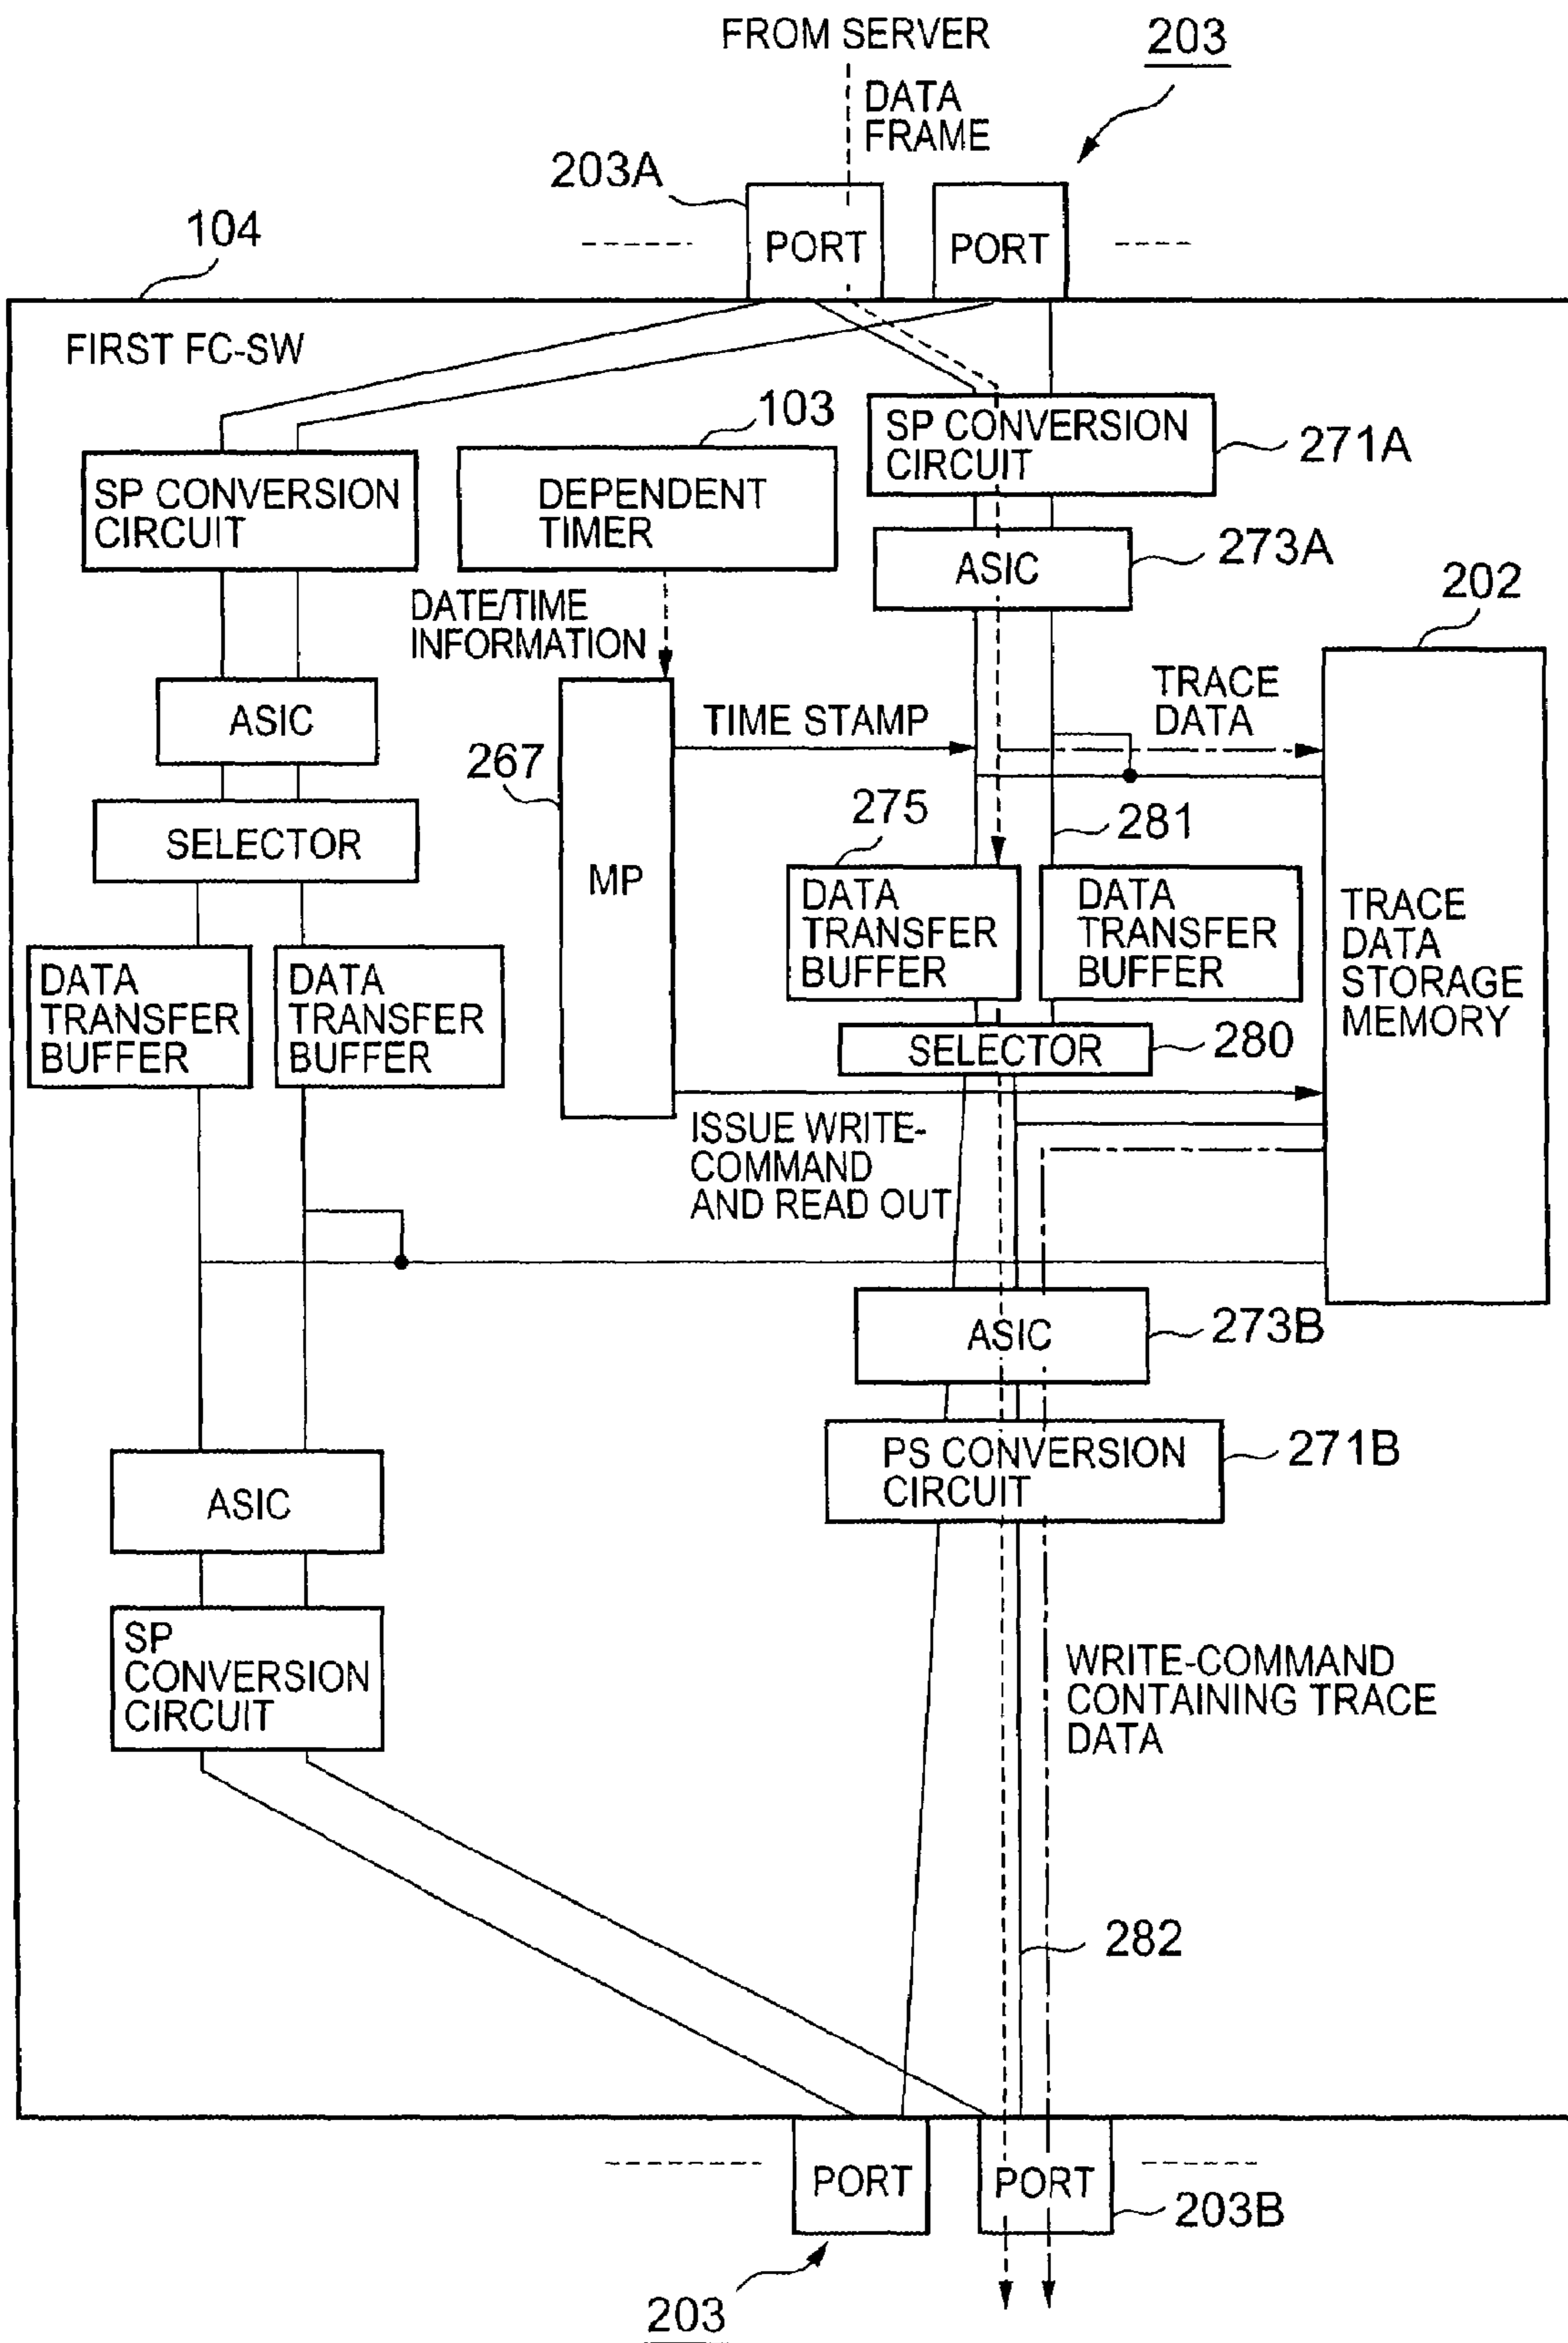 FROM SERVER
203
DATA
FRAME
203A
104
PORT
PORT
FIRST FC-SW
103
SP CONVERSION
CIRCUIT
271A
SP CONVERSION
CIRCUIT
DEPENDENT
TIMER
ASIC
273A
202
DATE/TIME
INFORMATION
TRACE
DATA
ASIC
TIME STAMP
267
275
281
SELECTOR
MP
DATA
TRANSFER
BUFFER
DATA
TRANSFER
BUFFER
TRACE
DATA
STORAGE
MEMORY
DATA
TRANSFER
BUFFER
DATA
TRANSFER
BUFFER
SELECTOR
280
ISSUE WRITE-
COMMAND
AND READ OUT
ASIC
273B
PS CONVERSION
CIRCUIT
271B
ASIC
SP
CONVERSION
CIRCUIT
WRITE-COMMAND
CONTAINING TRACE
DATA
282
PORT
PORT
203B
203